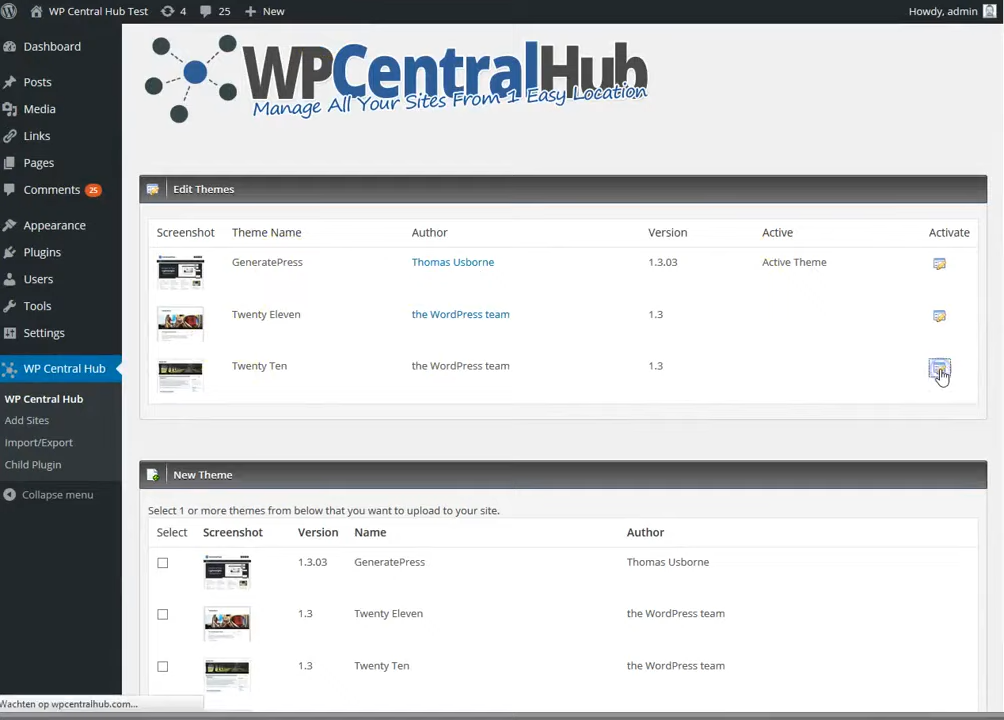 WP Central Hub Test 4 25 New Howdy, admin
Dashboard
Posts
Media
Links
Pages
Comments 25
Appearance
Plugins
Users
Tools
Settings
WP Central Hub
WP Central Hub
Add Sites
Import/Export
Child Plugin
Collapse menu
WPCentralHub
Manage All Your Sites From 1 Easy Location
Edit Themes
Screenshot Theme Name Author Version Active Activate
GeneratePress Thomas Usborne 1.3.03 Active Theme
Twenty Eleven the WordPress team 1.3
Twenty Ten the WordPress team 1.3
New Theme
Select 1 or more themes from below that you want to upload to your site.
Select Screenshot Version Name Author
1.3.03 GeneratePress Thomas Usborne
1.3 Twenty Eleven the WordPress team
1.3 Twenty Ten the WordPress team
Wachten op wpcentralhub.com...